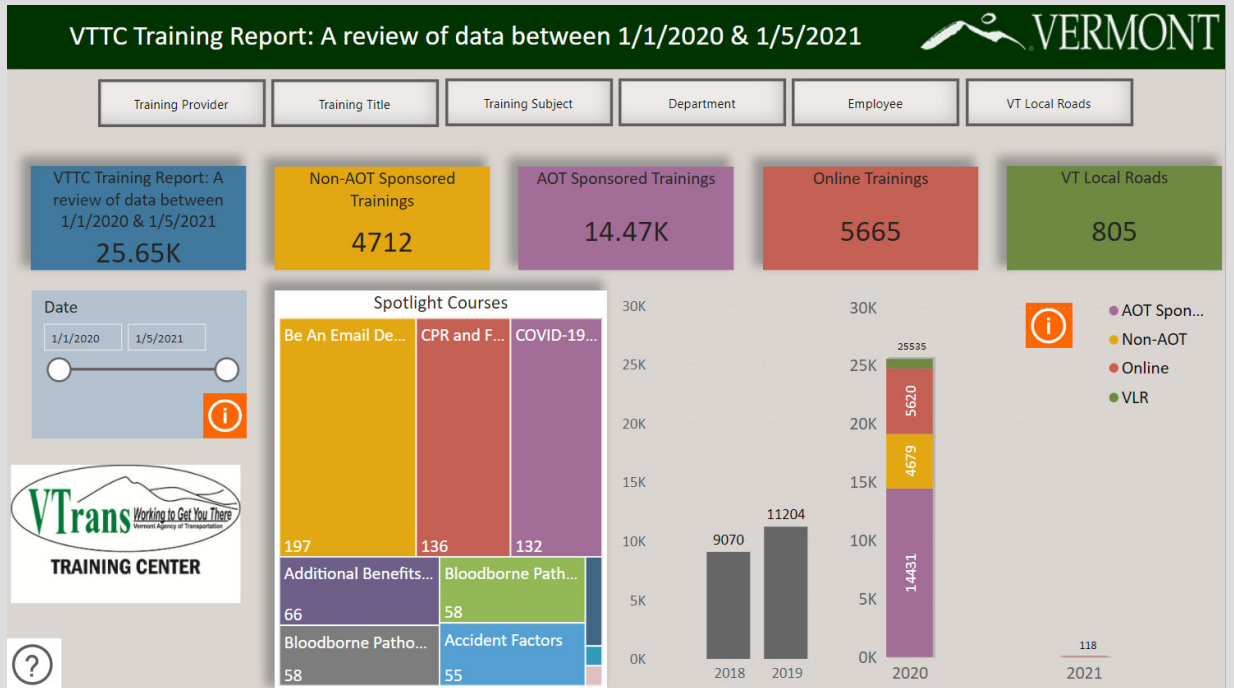 VTTC Training Report: A review of data between 1/1/2020 & 1/5/2021
VERMONT
Training Provider
Training Title
Training Subject
Department
Employee
VT Local Roads
VTTC Training Report: A
review of data between
1/1/2020 & 1/5/2021
25.65K
Non-AOT Sponsored
Trainings
4712
AOT Sponsored Trainings
14.47K
Online Trainings
5665
VT Local Roads
805
Date
1/1/2020
1/5/2021
i
VTrans Working to Get You There
Vermont Agency of Transportation
TRAINING CENTER
?
Spotlight Courses
Be An Email De...
197
CPR and F...
136
COVID-19...
132
Additional Benefits...
66
Bloodborne Path...
58
Bloodborne Patho...
58
Accident Factors
55
30K
25K
20K
15K
10K
5K
0K
9070
11204
2018
2019
30K
25K
20K
15K
10K
5K
0K
25535
5620
4679
14431
118
2020
2021
i
AOT Spon...
Non-AOT
Online
VLR